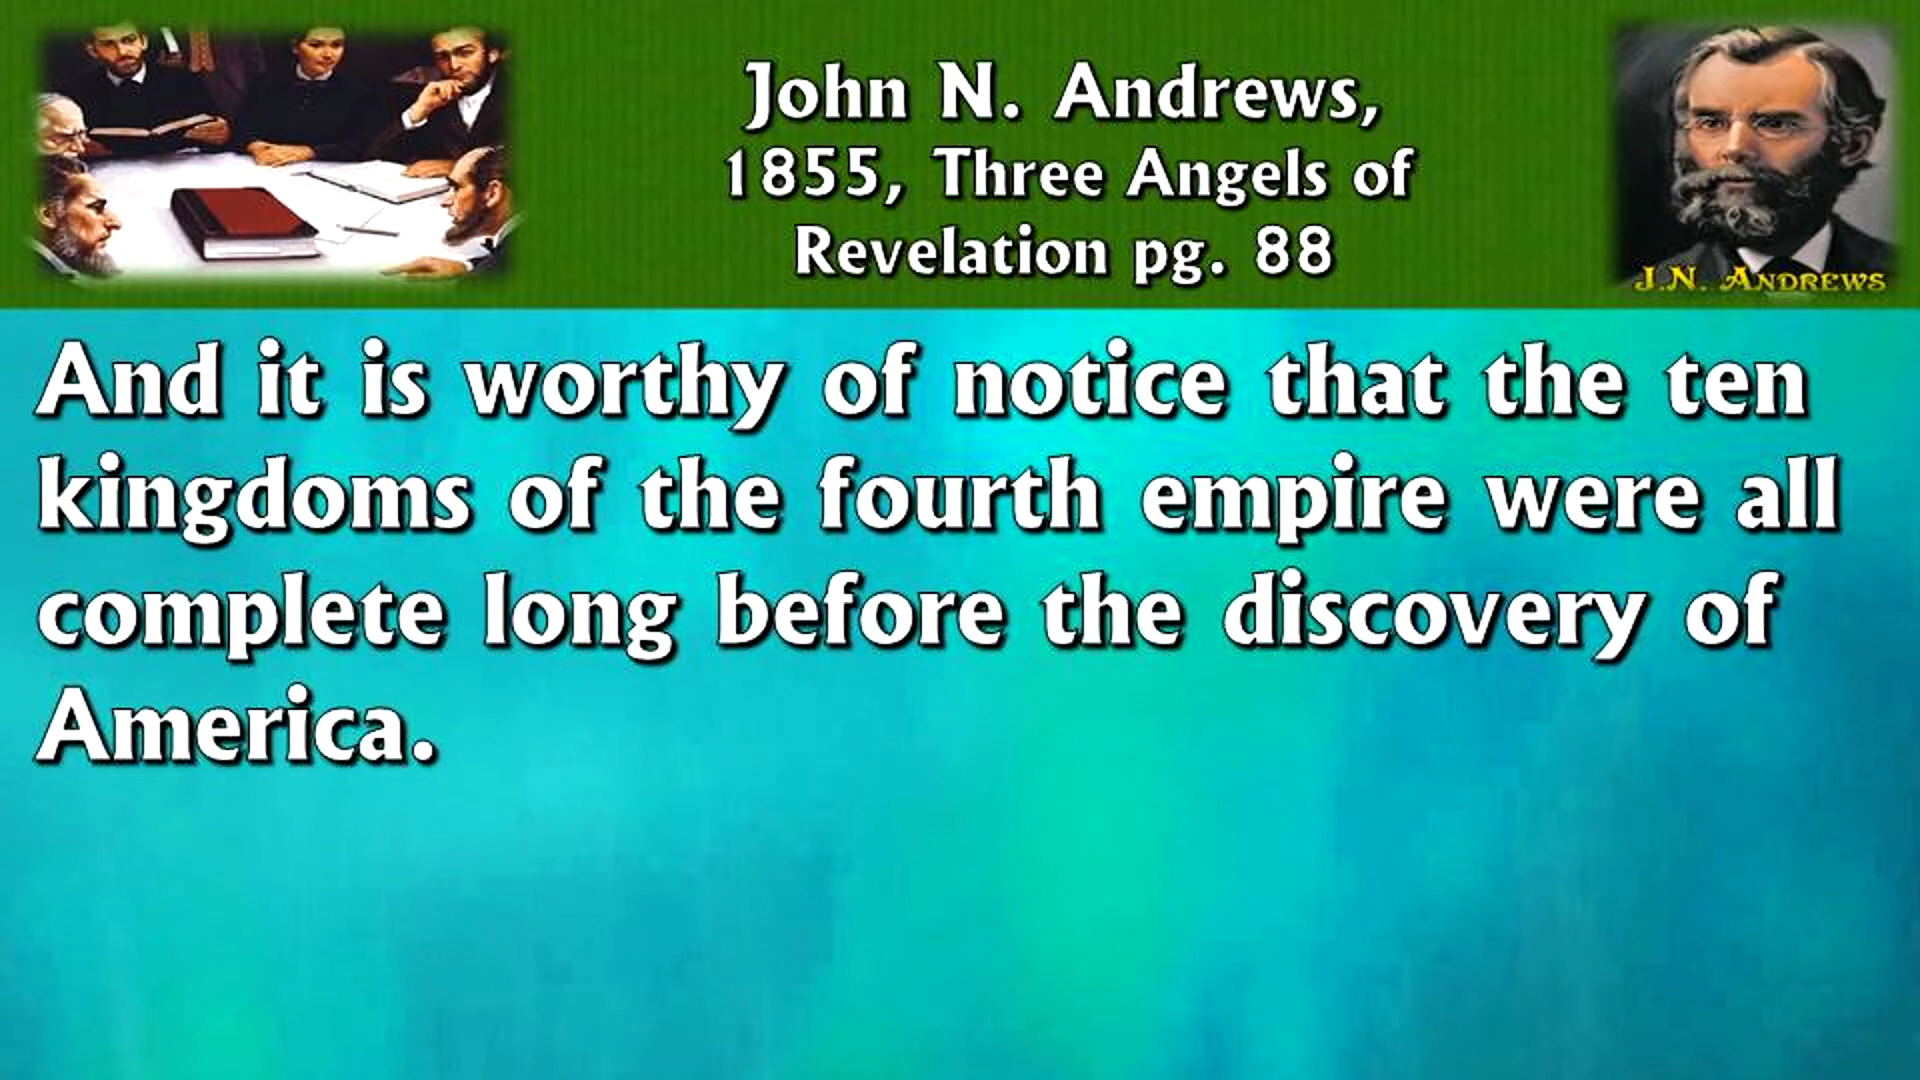 John N. Andrews,
1855, Three Angels of
Revelation pg. 88
J.N. ANDREWS
And it is worthy of notice that the ten
kingdoms of the fourth empire were all
complete long before the discovery of
America.